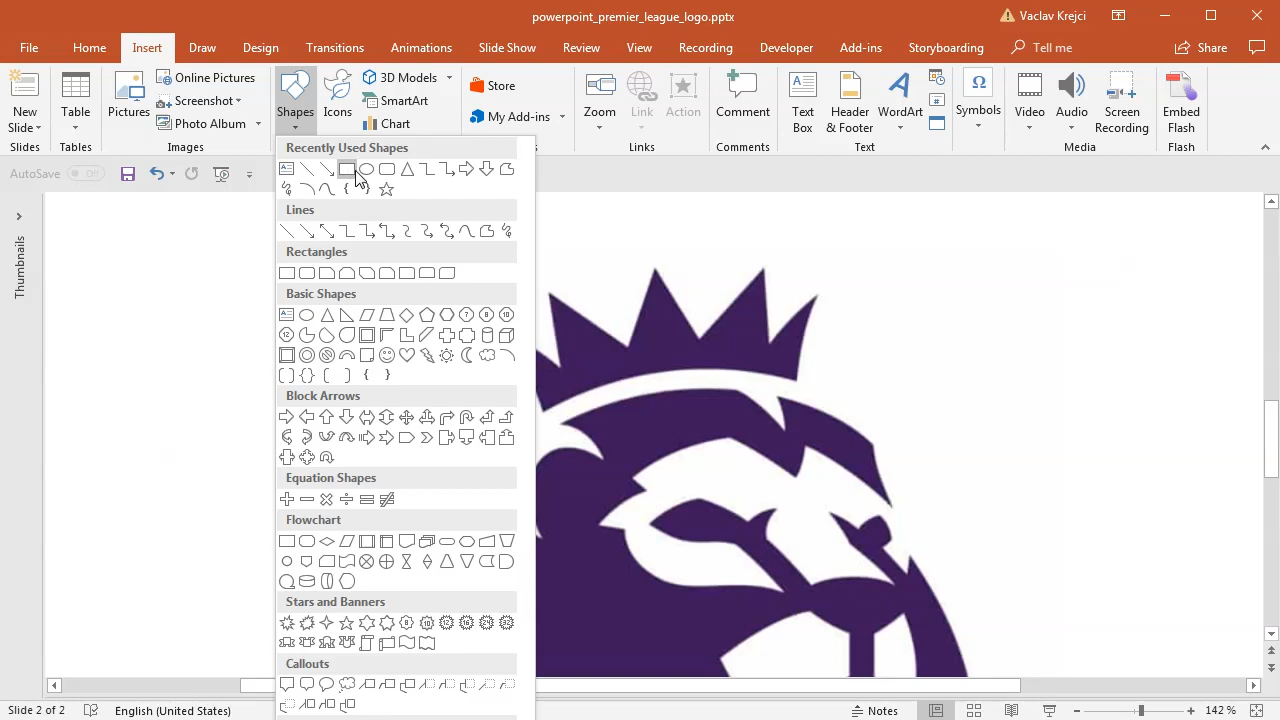 powerpoint_premier_league_logo.pptx
Vaclav Krejci
File Home Insert Draw Design Transitions Animations Slide Show Review View Recording Developer Add-ins Storyboarding Tell me Share
New Slide
Table
Pictures
Online Pictures
Screenshot
Photo Album
Shapes
Icons
3D Models
SmartArt
Chart
Store
My Add-ins
Zoom
Link
Action
Comment
Text Box
Header & Footer
WordArt
Symbols
Video
Audio
Screen Recording
Embed Flash
Slides Tables Images Links Comments Text Media Flash
AutoSave Off
Thumbnails
Recently Used Shapes
Lines
Rectangles
Basic Shapes
Block Arrows
Equation Shapes
Flowchart
Stars and Banners
Callouts
Slide 2 of 2 English (United States) Notes 142 %